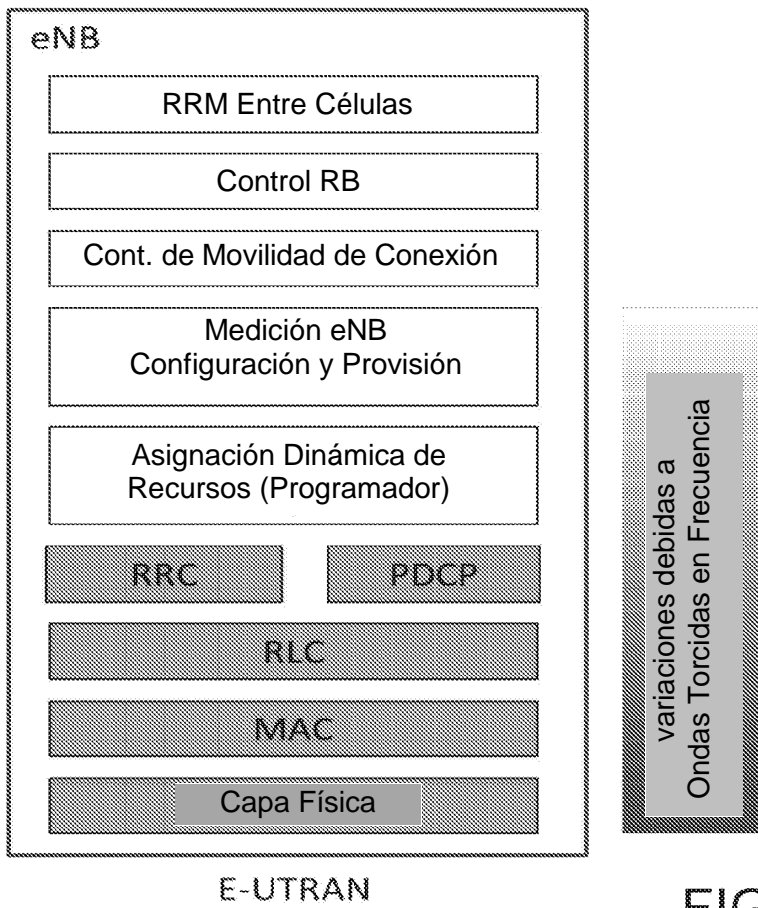 eNB
RRM Entre Células
Control RB
Cont. de Movilidad de Conexión
Medición eNB
Configuración y Provisión
Asignación Dinámica de
Recursos (Programador)
RRC
PDCP
RLC
MAC
Capa Física
E-UTRAN
variaciones debidas a
Ondas Torcidas en Frecuencia
FIG